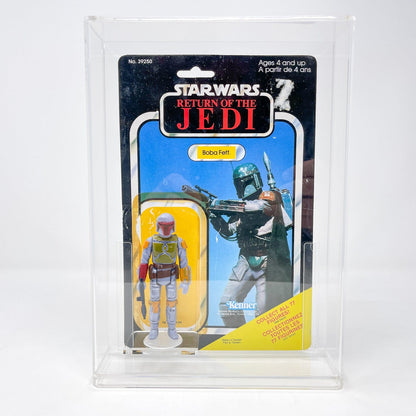 No. 39250
Ages 4 and up
A partir de 4 ans
STAR WARS
RETURN OF THE
JEDI
Boba Fett
Kenner
COLLECT ALL 77
FIGURES!
COLLECTIONNEZ
TOUTES LES
77 FIGURINES!